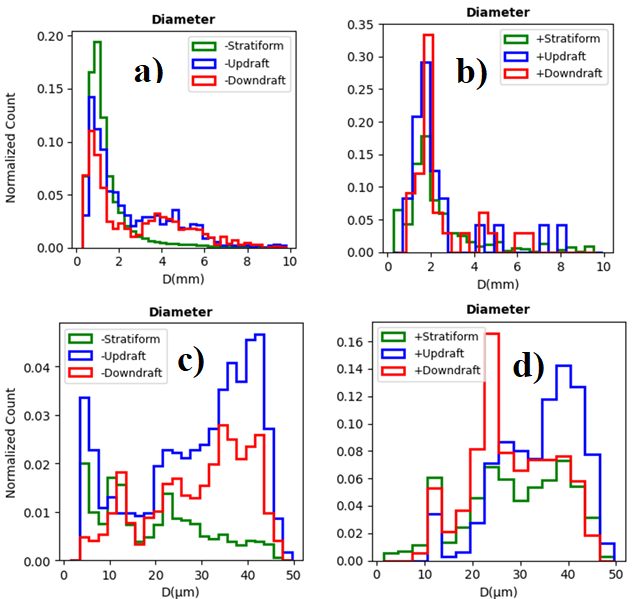 Diameter
Normalized Count
0.20
0.15
0.10
0.05
0.00
a)
-Stratiform
-Updraft
-Downdraft
0 2 4 6 8 10
D(mm)
Diameter
0.35
0.30
0.25
0.20
0.15
0.10
0.05
0.00
b)
+Stratiform
+Updraft
+Downdraft
0 2 4 6 8 10
D(mm)
Diameter
Normalized Count
0.04
0.03
0.02
0.01
0.00
-Stratiform
-Updraft
-Downdraft
c)
0 10 20 30 40 50
D(μm)
Diameter
0.16
0.14
0.12
0.10
0.08
0.06
0.04
0.02
0.00
+Stratiform
+Updraft
+Downdraft
d)
0 10 20 30 40 50
D(μm)